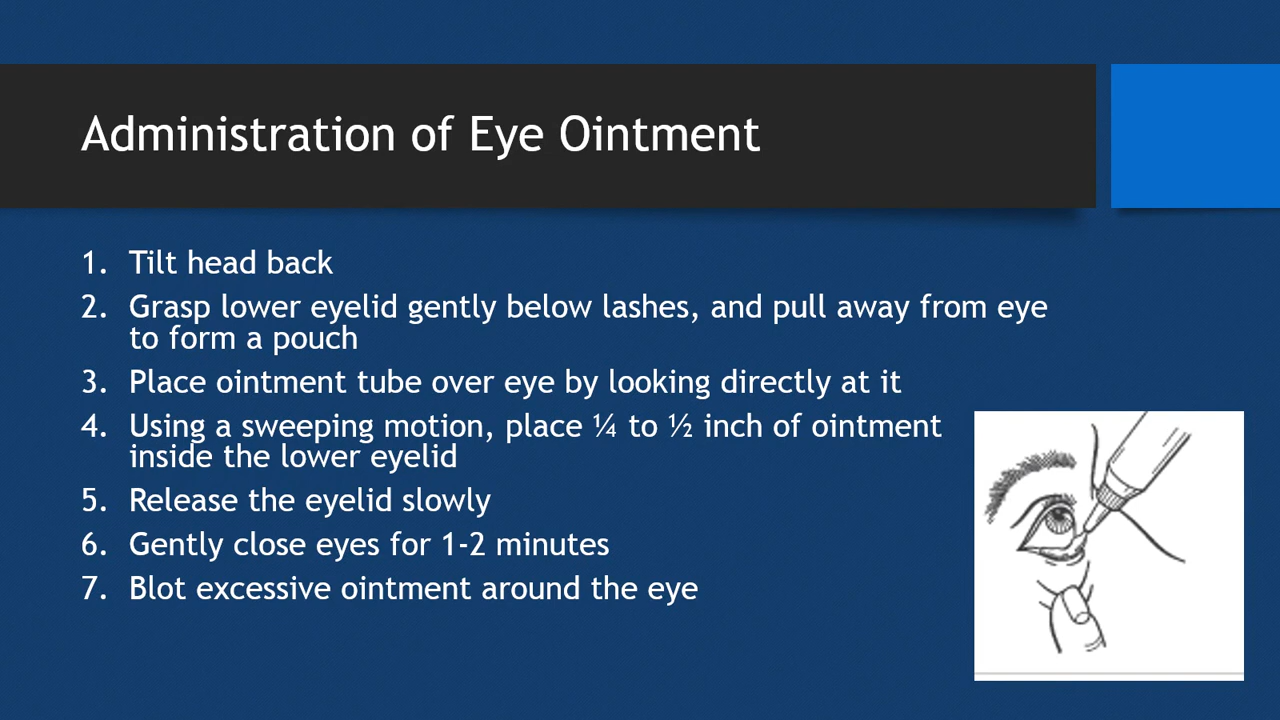 Administration of Eye Ointment
1. Tilt head back
2. Grasp lower eyelid gently below lashes, and pull away from eye
to form a pouch
3. Place ointment tube over eye by looking directly at it
4. Using a sweeping motion, place ¼ to ½ inch of ointment
inside the lower eyelid
5. Release the eyelid slowly
6. Gently close eyes for 1-2 minutes
7. Blot excessive ointment around the eye